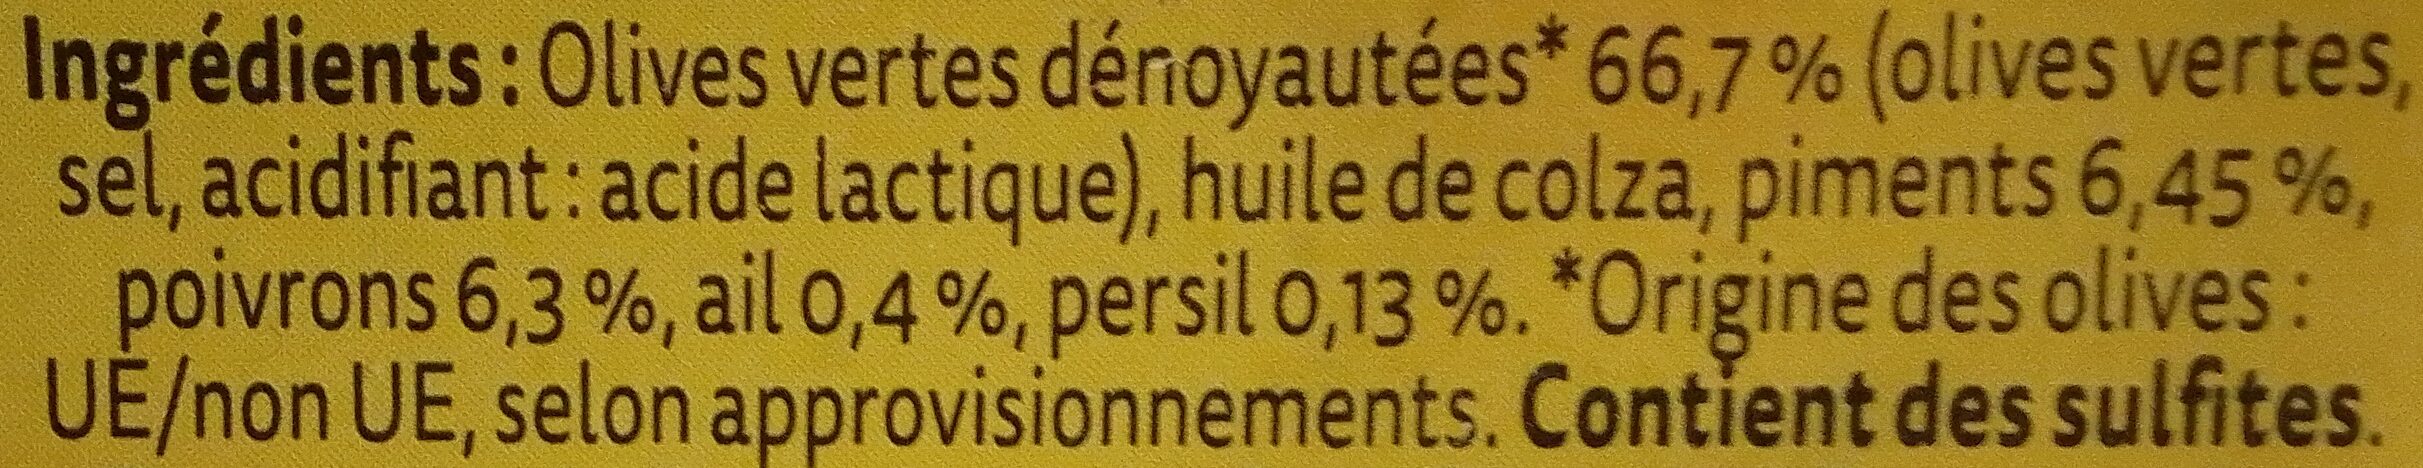 Ingrédients : Olives vertes dénoyautées* 66,7 % (olives vertes,
sel, acidifiant : acide lactique), huile de colza, piments 6,45 %,
poivrons 6,3 %, ail 0,4 %, persil 0,13 %. *Origine des olives :
UE/non UE, selon approvisionnements. Contient des sulfites.